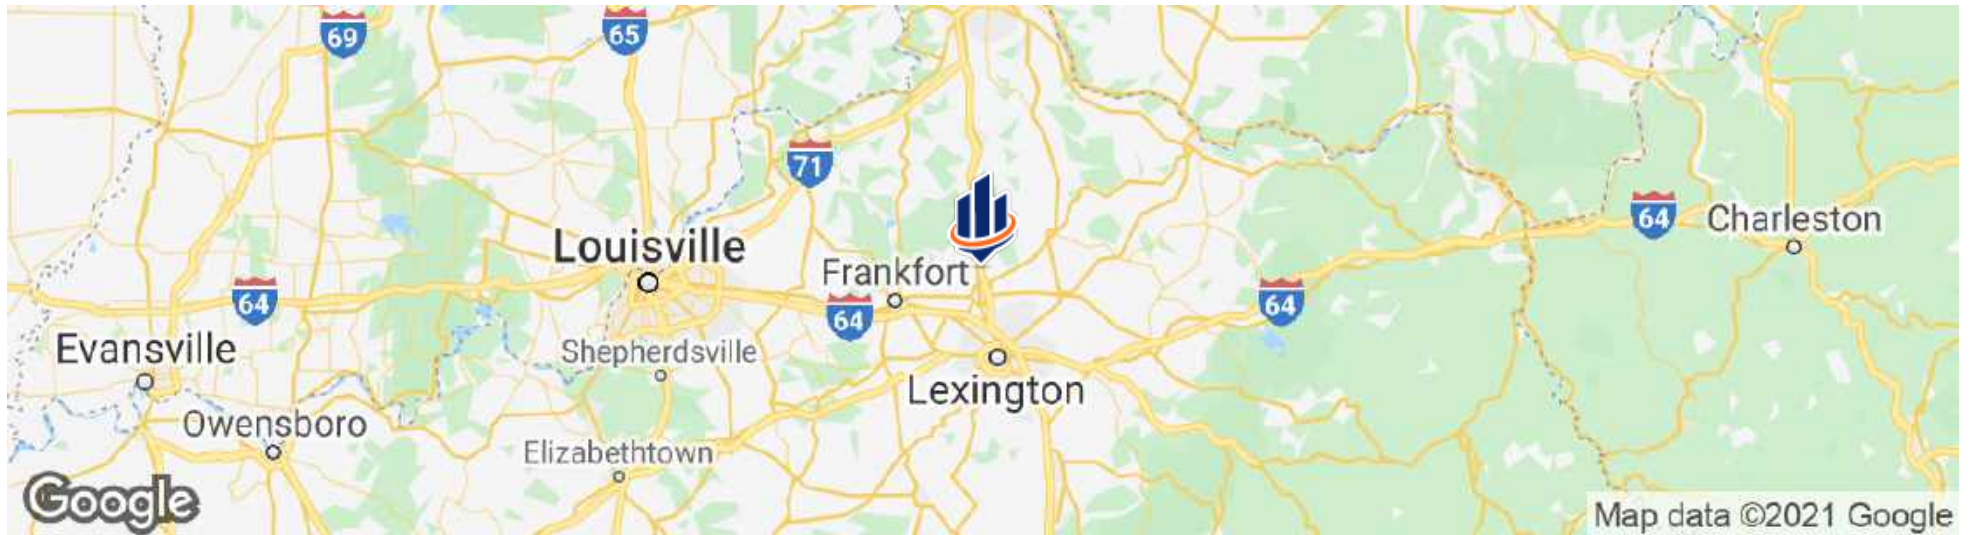 69
65
71
Louisville
Frankfort
64
Charleston
64
64
64
Evansville
Shepherdsville
Lexington
Owensboro
Elizabethtown
Google
Map data ©2021 Google